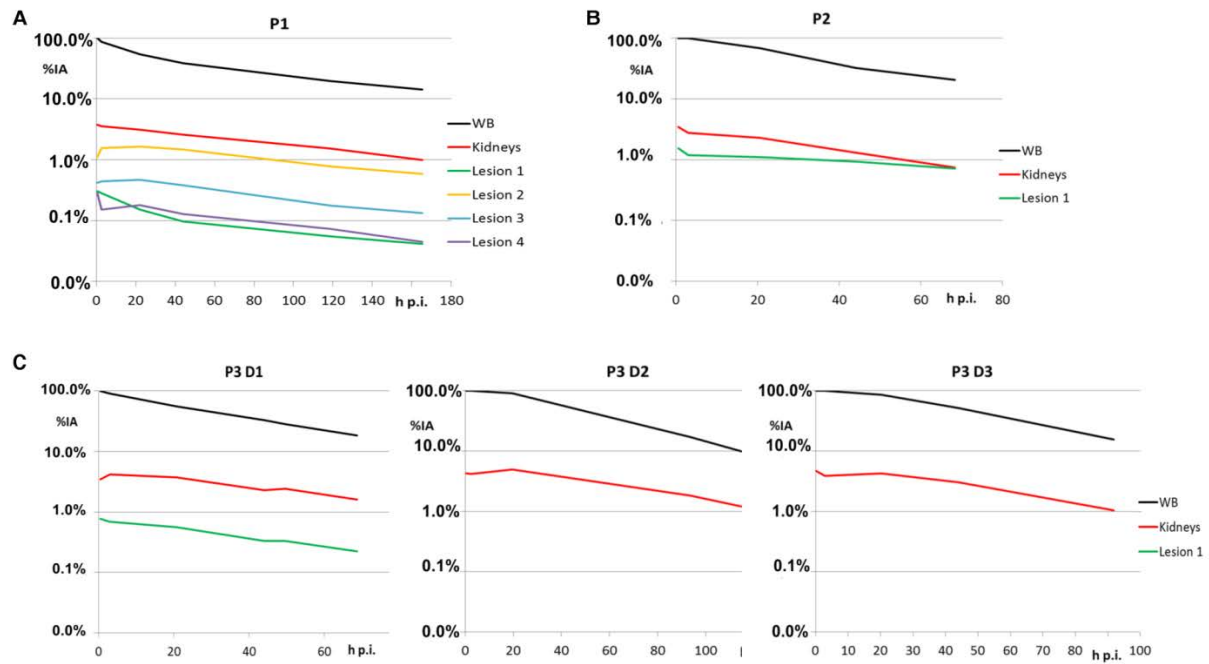 A
P1
100.0%
%IA
10.0%
1.0%
0.1%
0.0%
0 20 40 60 80 100 120 140 160 180
h p.i.
WB
Kidneys
Lesion 1
Lesion 2
Lesion 3
Lesion 4
B
P2
100.0%
%IA
10.0%
1.0%
0.1%
0.0%
0 20 40 60 80
h p.i.
WB
Kidneys
Lesion 1
C
P3 D1
100.0%
%IA
10.0%
1.0%
0.1%
0.0%
0 20 40 60
h p.i.
P3 D2
100.0%
%IA
10.0%
1.0%
0.1%
0.0%
0 20 40 60 80 100
h p.i.
P3 D3
100.0%
%IA
10.0%
1.0%
0.1%
0.0%
0 10 20 30 40 50 60 70 80 90 100
h p.i.
WB
Kidneys
Lesion 1